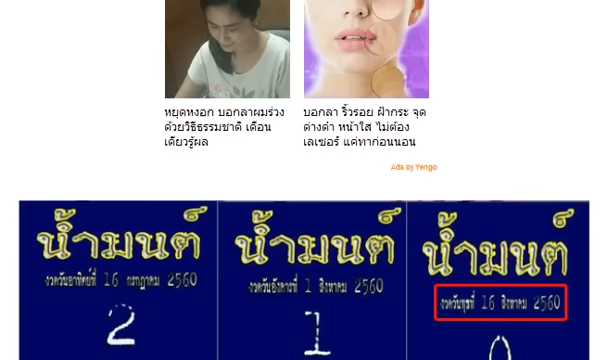 หยุดหงอก บอกลาผมร่วง
ด้วยวิธีธรรมชาติ เดือน
เดียวรู้ผล
บอกลา ริ้วรอย ฝ้ากระ จุด
ด่างดำ หน้าใส ไม่ต้อง
เลเซอร์ แค่ทาก่อนนอน
Ads by Yengo
น้ำมนต์
งวดวันอาทิตย์ที่ 16 กรกฎาคม 2560
2
น้ำมนต์
งวดวันอังคารที่ 1 สิงหาคม 2560
1
น้ำมนต์
งวดวันพุธที่ 16 สิงหาคม 2560